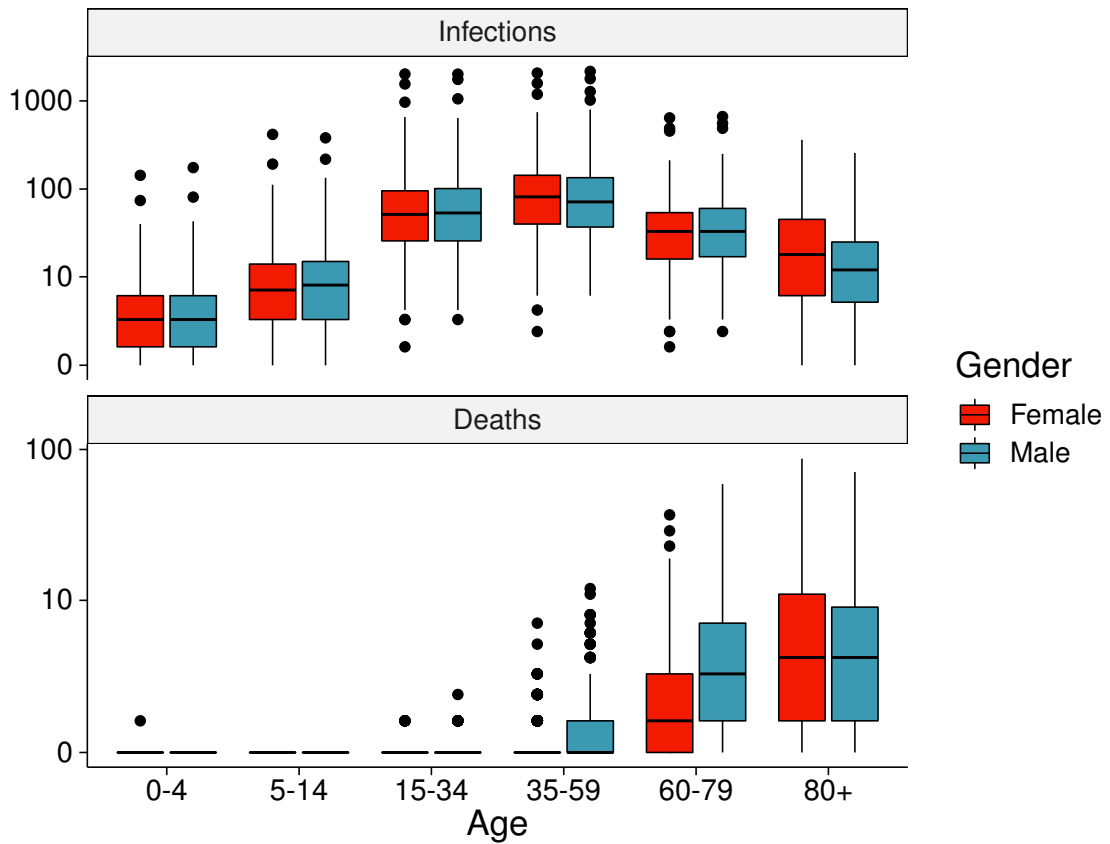 Infections
1000
100
10
0
Deaths
100
10
0
0-4 5-14 15-34 35-59 60-79 80+
Age
Gender
Female
Male